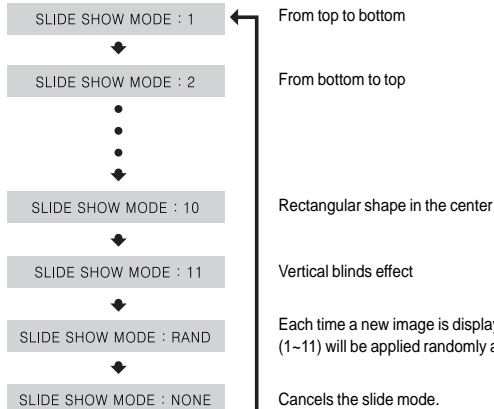 SLIDE SHOW MODE : 1 From top to bottom
SLIDE SHOW MODE : 2 From bottom to top
SLIDE SHOW MODE : 10 Rectangular shape in the center
SLIDE SHOW MODE : 11 Vertical blinds effect
Each time a new image is
SLIDE SHOW MODE : RAND
(1~11) will be applied randomly
SLIDE SHOW MODE : NONE Cancels the slide mode.